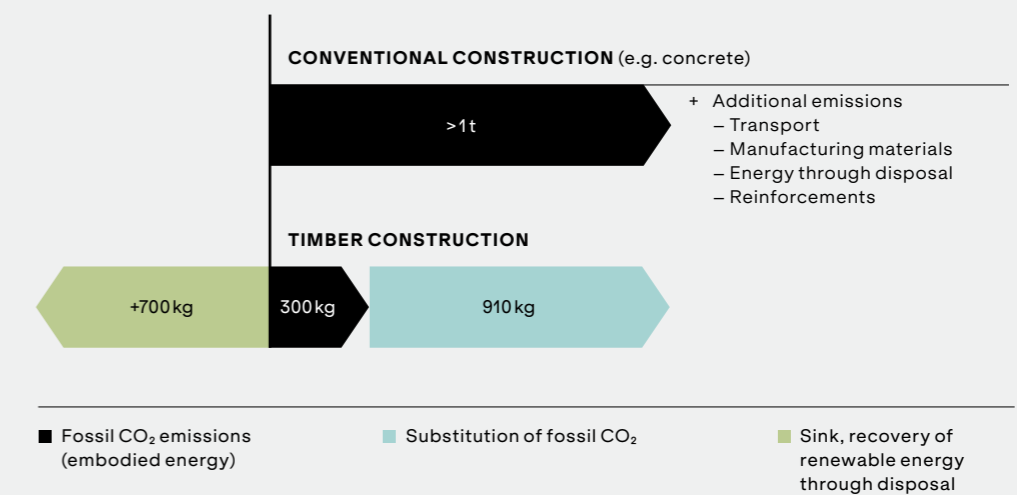 CONVENTIONAL CONSTRUCTION (e.g. concrete)
>1 t
+ Additional emissions
– Transport
– Manufacturing materials
– Energy through disposal
– Reinforcements
TIMBER CONSTRUCTION
+700 kg
300 kg
910 kg
Fossil CO₂ emissions
(embodied energy)
Substitution of fossil CO₂
Sink, recovery of
renewable energy
through disposal